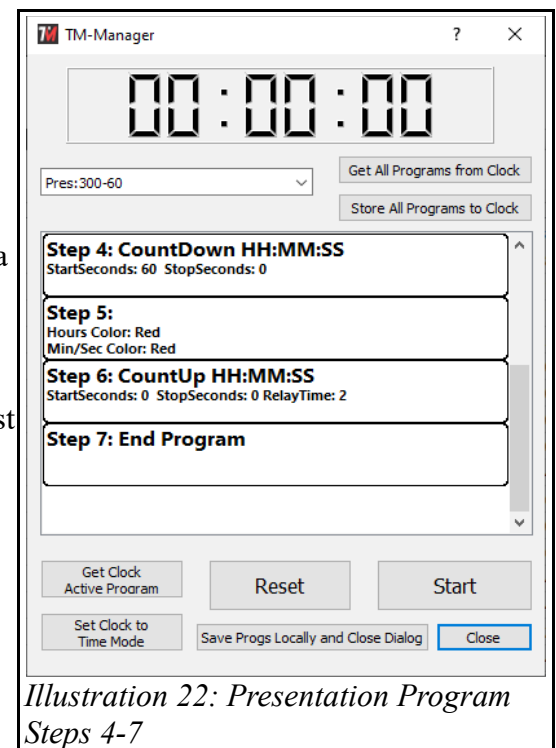 TM-Manager ? ×
00:00:00
Pres:300-60
Get All Programs from Clock
Store All Programs to Clock
a
Step 4: CountDown HH:MM:SS
StartSeconds: 60 StopSeconds: 0
Step 5:
Hours Color: Red
Min/Sec Color: Red
Step 6: CountUp HH:MM:SS
StartSeconds: 0 StopSeconds: 0 RelayTime: 2
st
Step 7: End Program
Get Clock
Active Program
Reset
Start
Set Clock to
Time Mode
Save Progs Locally and Close Dialog
Close
Illustration 22: Presentation Program
Steps 4-7